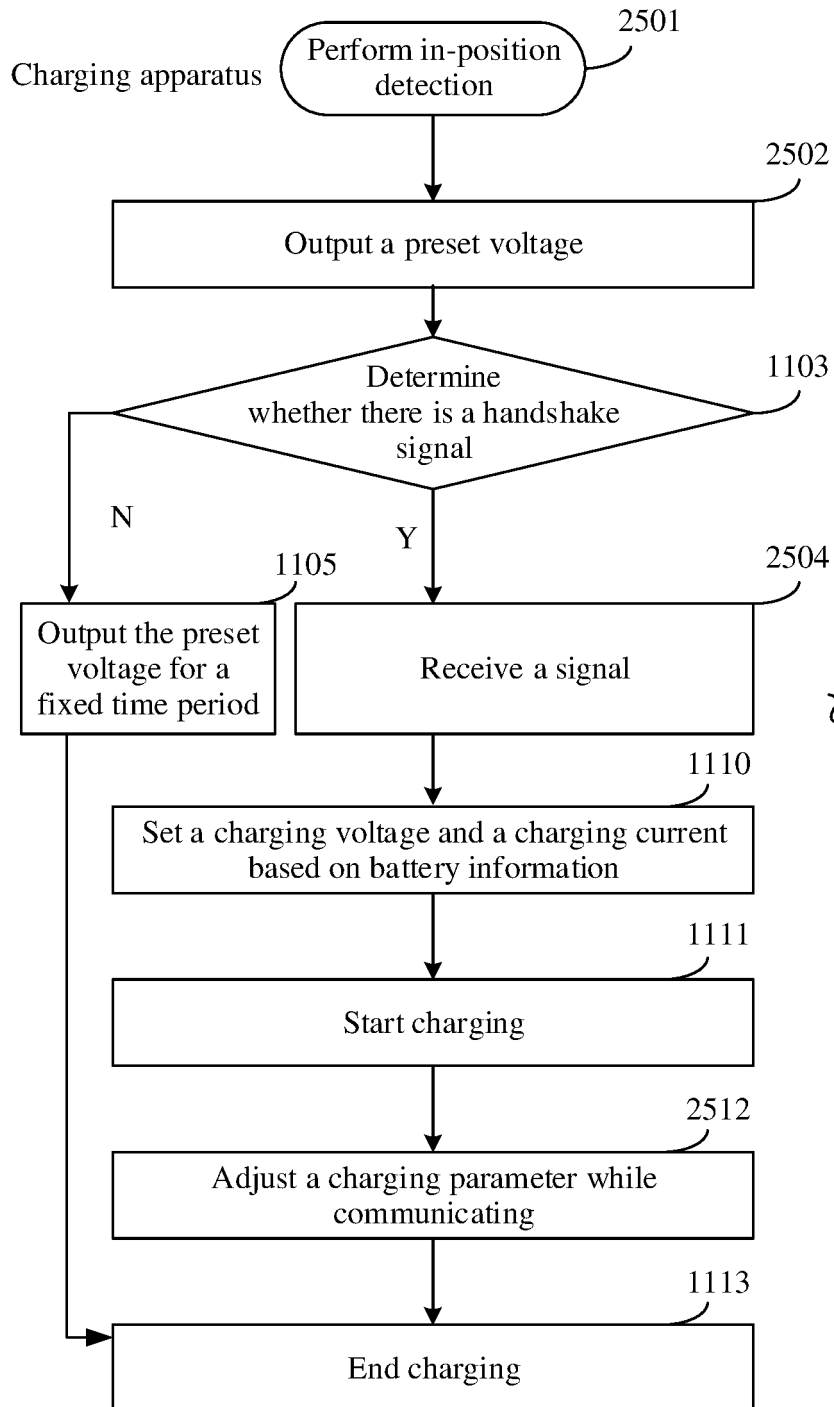 2501
Perform in-position
detection
Charging apparatus
2502
Output a preset voltage
1103
Determine
whether there is a handshake
signal
N
Y
1105
2504
Output the preset
voltage for a
fixed time period
Receive a signal
1110
Set a charging voltage and a charging current
based on battery information
1111
Start charging
2512
Adjust a charging parameter while
communicating
1113
End charging